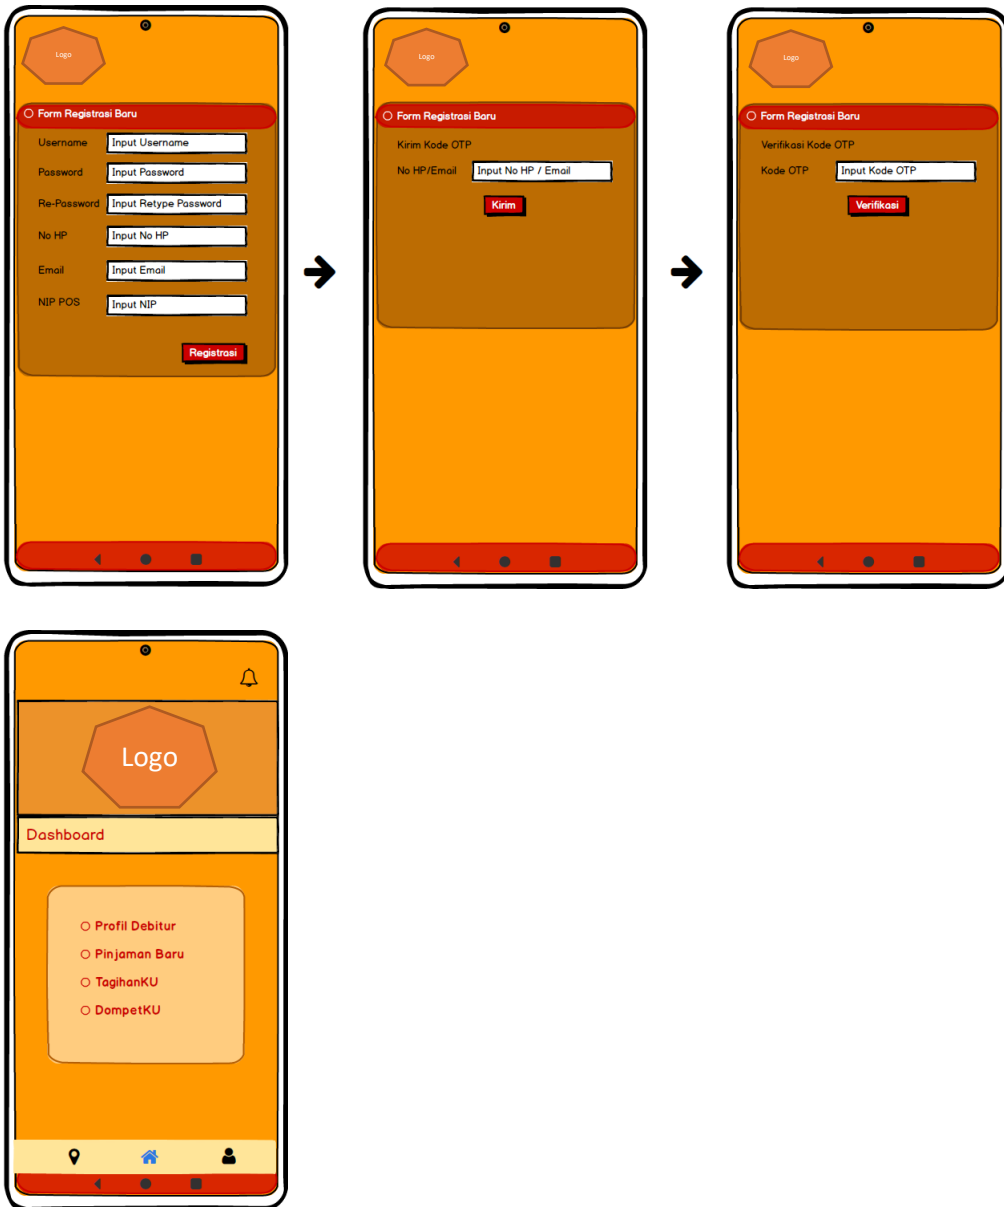 Logo
Form Registrasi Baru
Username Input Username
Password Input Password
Re-Password Input Retype Password
No HP Input No HP
Email Input Email
NIP POS Input NIP
Registrasi
Logo
Form Registrasi Baru
Kirim Kode OTP
No HP/Email Input No HP / Email
Kirim
Logo
Form Registrasi Baru
Verifikasi Kode OTP
Kode OTP Input Kode OTP
Verifikasi
Logo
Dashboard
Profil Debitur
Pinjaman Baru
TagihanKU
DompetKU